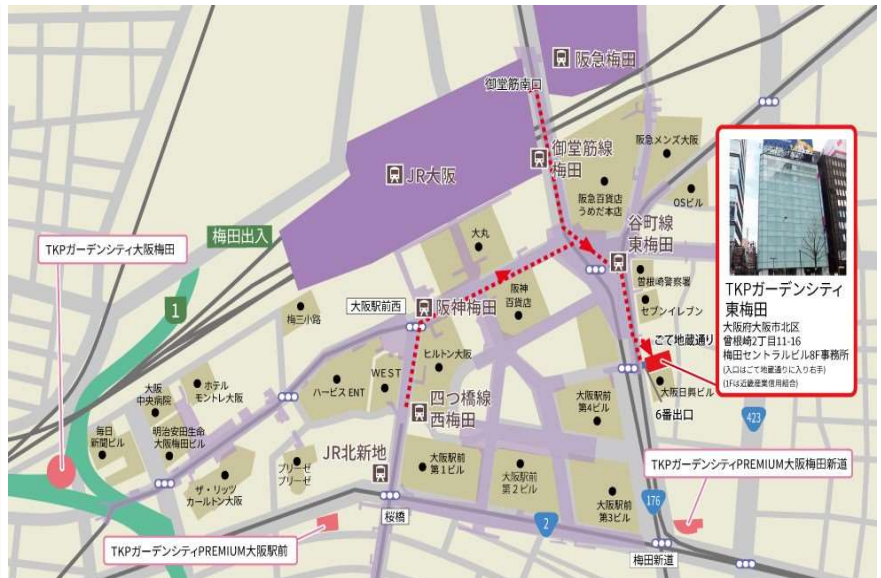 阪急梅田
御堂筋南口
御堂筋線
梅田
阪急メンズ大阪
JR大阪
阪急百貨店
うめだ本店
OSビル
梅田出入
大丸
谷町線
東梅田
TKPガーデンシティ大阪梅田
曽根崎警察署
阪神
百貨店
セブンイレブン
1
大阪駅前西
阪神梅田
梅三小路
こて地蔵通り
TKPガーデンシティ
東梅田
大阪府大阪市北区
曾根崎2丁目11-16
梅田セントラルビル8F事務所
(入口はこて地蔵通りに入り右手)
(1Fは近畿産業信用組合)
ヒルトン大阪
WEST
大阪
中央病院
ホテル
モントレ大阪
ハービス ENT
四つ橋線
西梅田
大阪駅前
第4ビル
大阪日興ビル
6番出口
423
毎日
新聞ビル
明治安田生命
大阪梅田ビル
JR北新地
ブリーゼ
ブリーゼ
大阪駅前
第1ビル
大阪駅前
第2ビル
TKPガーデンシティPREMIUM大阪梅田新道
ザ・リッツ
カールトン大阪
大阪駅前
第3ビル
176
桜橋
2
TKPガーデンシティPREMIUM大阪駅前
梅田新道